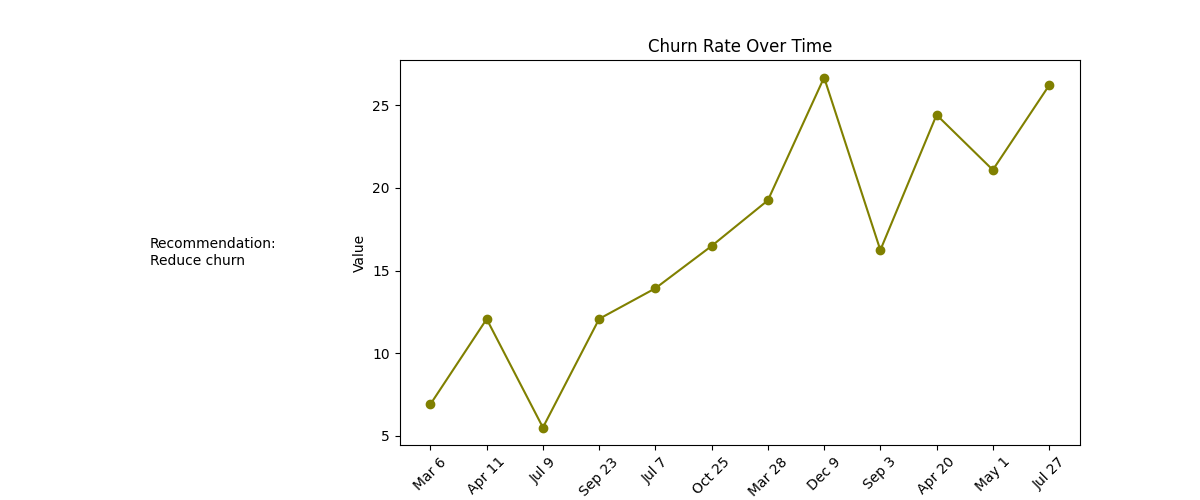 Churn Rate Over Time
Recommendation:
Reduce churn
Value
25
20
15
10
5
Mar 6
Apr 11
Jul 9
Sep 23
Jul 7
Oct 25
Mar 28
Dec 9
Sep 3
Apr 20
May 1
Jul 27